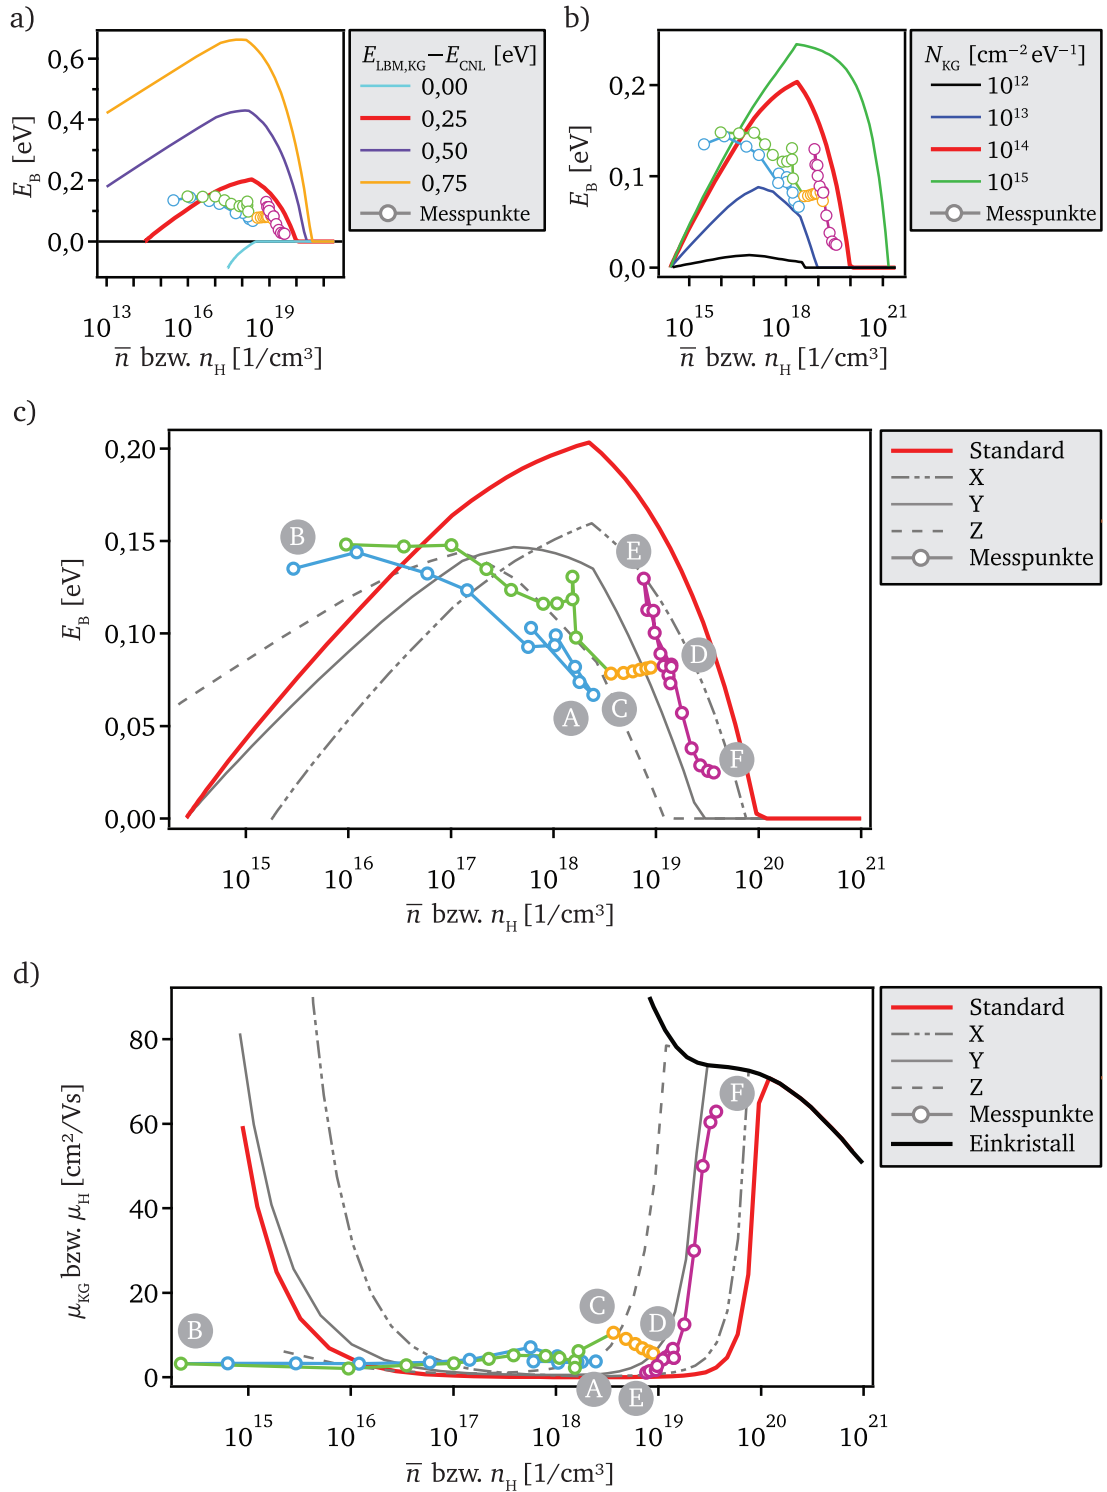 a)
E_B [eV]
0,6
0,4
0,2
0,0
10^13 10^16 10^19
n̅ bzw. n_H [1/cm³]
E_LBM,KG − E_CNL [eV]
0,00
0,25
0,50
0,75
Messpunkte
b)
E_B [eV]
0,2
0,1
0,0
10^15 10^18 10^21
n̅ bzw. n_H [1/cm³]
N_KG [cm^−2 eV^−1]
10^12
10^13
10^14
10^15
Messpunkte
c)
E_B [eV]
0,20
0,15
0,10
0,05
0,00
B
E
D
A
C
F
10^15 10^16 10^17 10^18 10^19 10^20 10^21
n̅ bzw. n_H [1/cm³]
Standard
X
Y
Z
Messpunkte
d)
μ_KG bzw. μ_H [cm²/Vs]
80
60
40
20
0
F
C
D
B
A
E
10^15 10^16 10^17 10^18 10^19 10^20 10^21
n̅ bzw. n_H [1/cm³]
Standard
X
Y
Z
Messpunkte
Einkristall